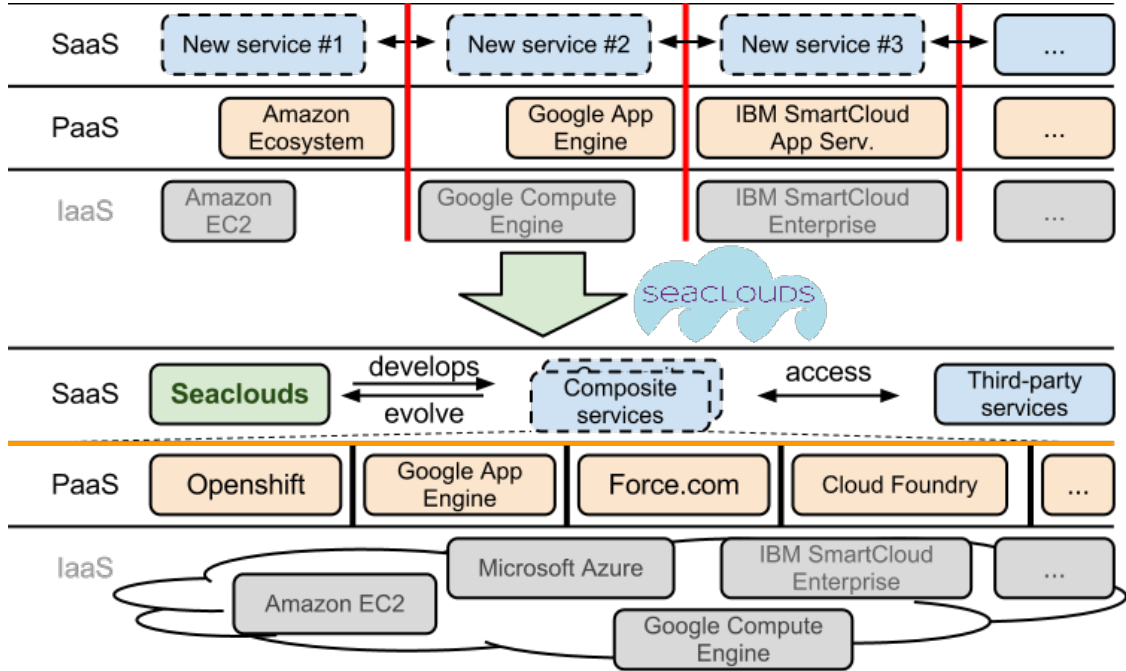 SaaS
New service #1
New service #2
New service #3
...
PaaS
Amazon
Ecosystem
Google App
Engine
IBM SmartCloud
App Serv.
...
IaaS
Amazon
EC2
Google Compute
Engine
IBM SmartCloud
Enterprise
...
SEACLOUDS
SaaS
Seaclouds
develops
evolve
Composite
services
access
Third-party
services
PaaS
Openshift
Google App
Engine
Force.com
Cloud Foundry
...
IaaS
Amazon EC2
Microsoft Azure
Google Compute
Engine
IBM SmartCloud
Enterprise
...